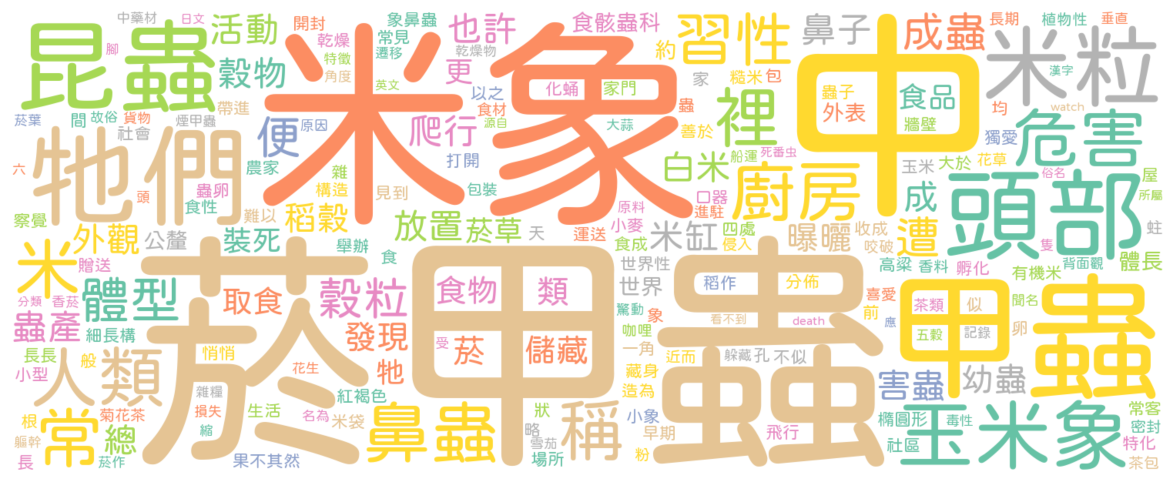 中藥材
日文
活動
開封
象鼻蟲
也許
食骸蟲科
習性
鼻子
成蟲
長期
植物性
垂直
昆蟲
腳
乾燥
常見
特徵
遷移
乾燥物
約
中
米粒
穀物
角度
英文
更
米象
化蛹
家門
家
糙米
包
蟲子
食品
漢字
菸葉
間
故俗
貨物
煙甲蟲
帶進
以之
食材
蟲
裡
外表
牆壁
均
watch
社會
便
原因
爬行
源自
大蒜
善於
獨愛
危害
六
牠們
農家
雜
打開
白米
船運
死番虫
玉米
大於
花草
俗名
屋
頭
蟲卵
構造
見到
包裝
口器
廚房
成
頭部
所屬
察覺
食性
難以
稻穀
原料
進駐
外觀
公釐
裝死
放置
菸草
天
小麥
運送
米缸
四處
曝曬
收成
遭
隻
蛀
米
贈送
舉辦
食
食成
侵入
咬破
背面觀
體長
世界性
高粱
香料
孵化
有機米
分類
香菸
體型
取食
穀粒
食物
類
世界
稻作
分佈
喜愛
茶類
似
聞名
蟲產
細長構
菸甲蟲
驚動
象
前
甲蟲
發現
受
菸
儲藏
咖哩
看不到
death
應
五穀
記錄
卵
長長
般
悄悄
一角
近而
躲藏
孔
不似
小型
人類
花生
牠
藏身
害蟲
幼蟲
雜糧
紅褐色
造為
根
菊花茶
損失
生活
名為
米袋
鼻蟲
狀
稱
小象
橢圓形
毒性
玉米象
常客
軀幹
常
總
縮
略
早期
飛行
密封
社區
特化
長
菸作
果不其然
雪茄
場所
粉
茶包